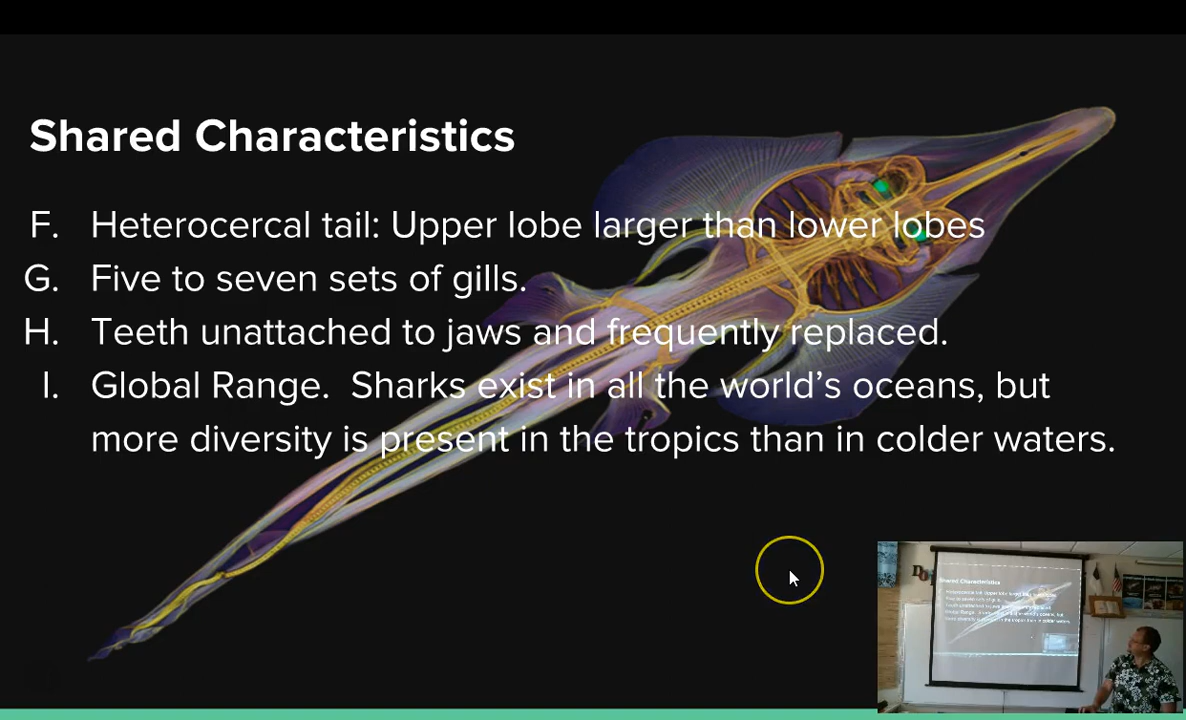 Shared Characteristics
F. Heterocercal tail: Upper lobe larger than lower lobes
G. Five to seven sets of gills.
H. Teeth unattached to jaws and frequently replaced.
I. Global Range. Sharks exist in all the world’s oceans, but
more diversity is present in the tropics than in colder waters.
Shared Characteristics